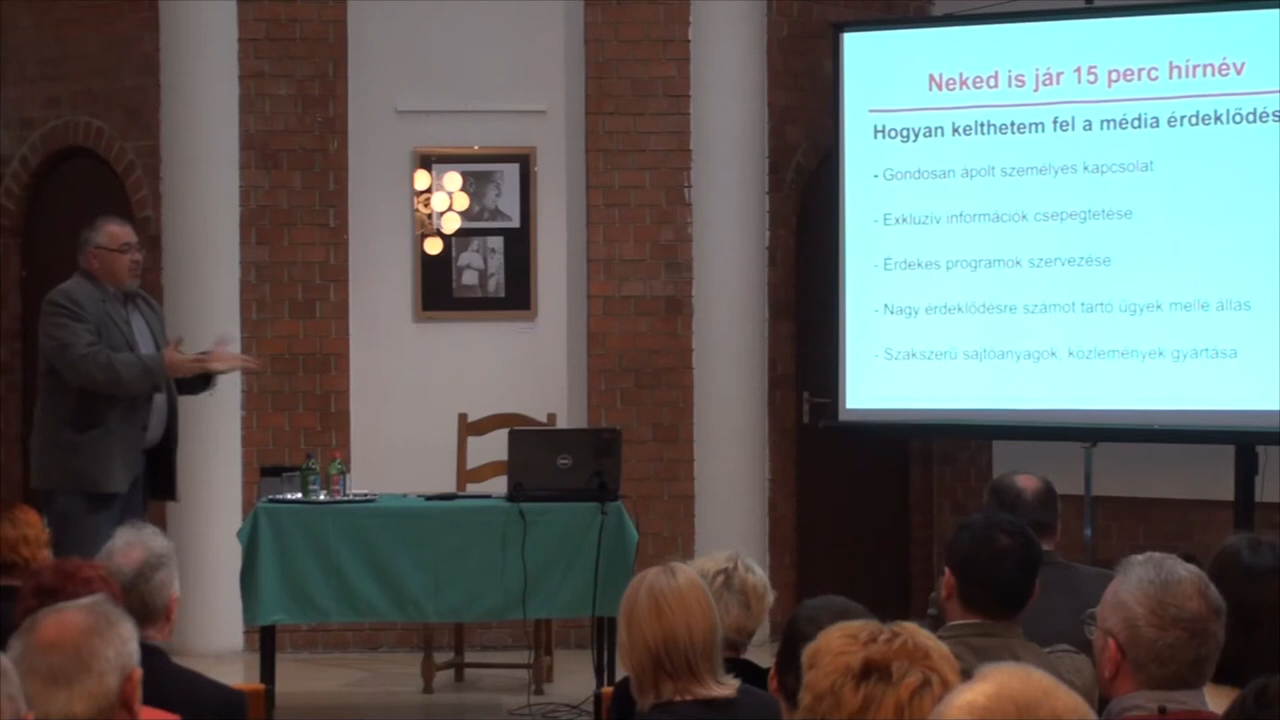 Neked is jár 15 perc hírnév
Hogyan kelthetem fel a média érdeklődés
- Gondosan ápolt személyes kapcsolat
- Exkluzív információk csepegtetése
- Érdekes programok szervezése
- Nagy érdeklődésre számot tartó ügyek mellé állás
- Szakszerű sajtóanyagok, közlemények gyártása
DELL